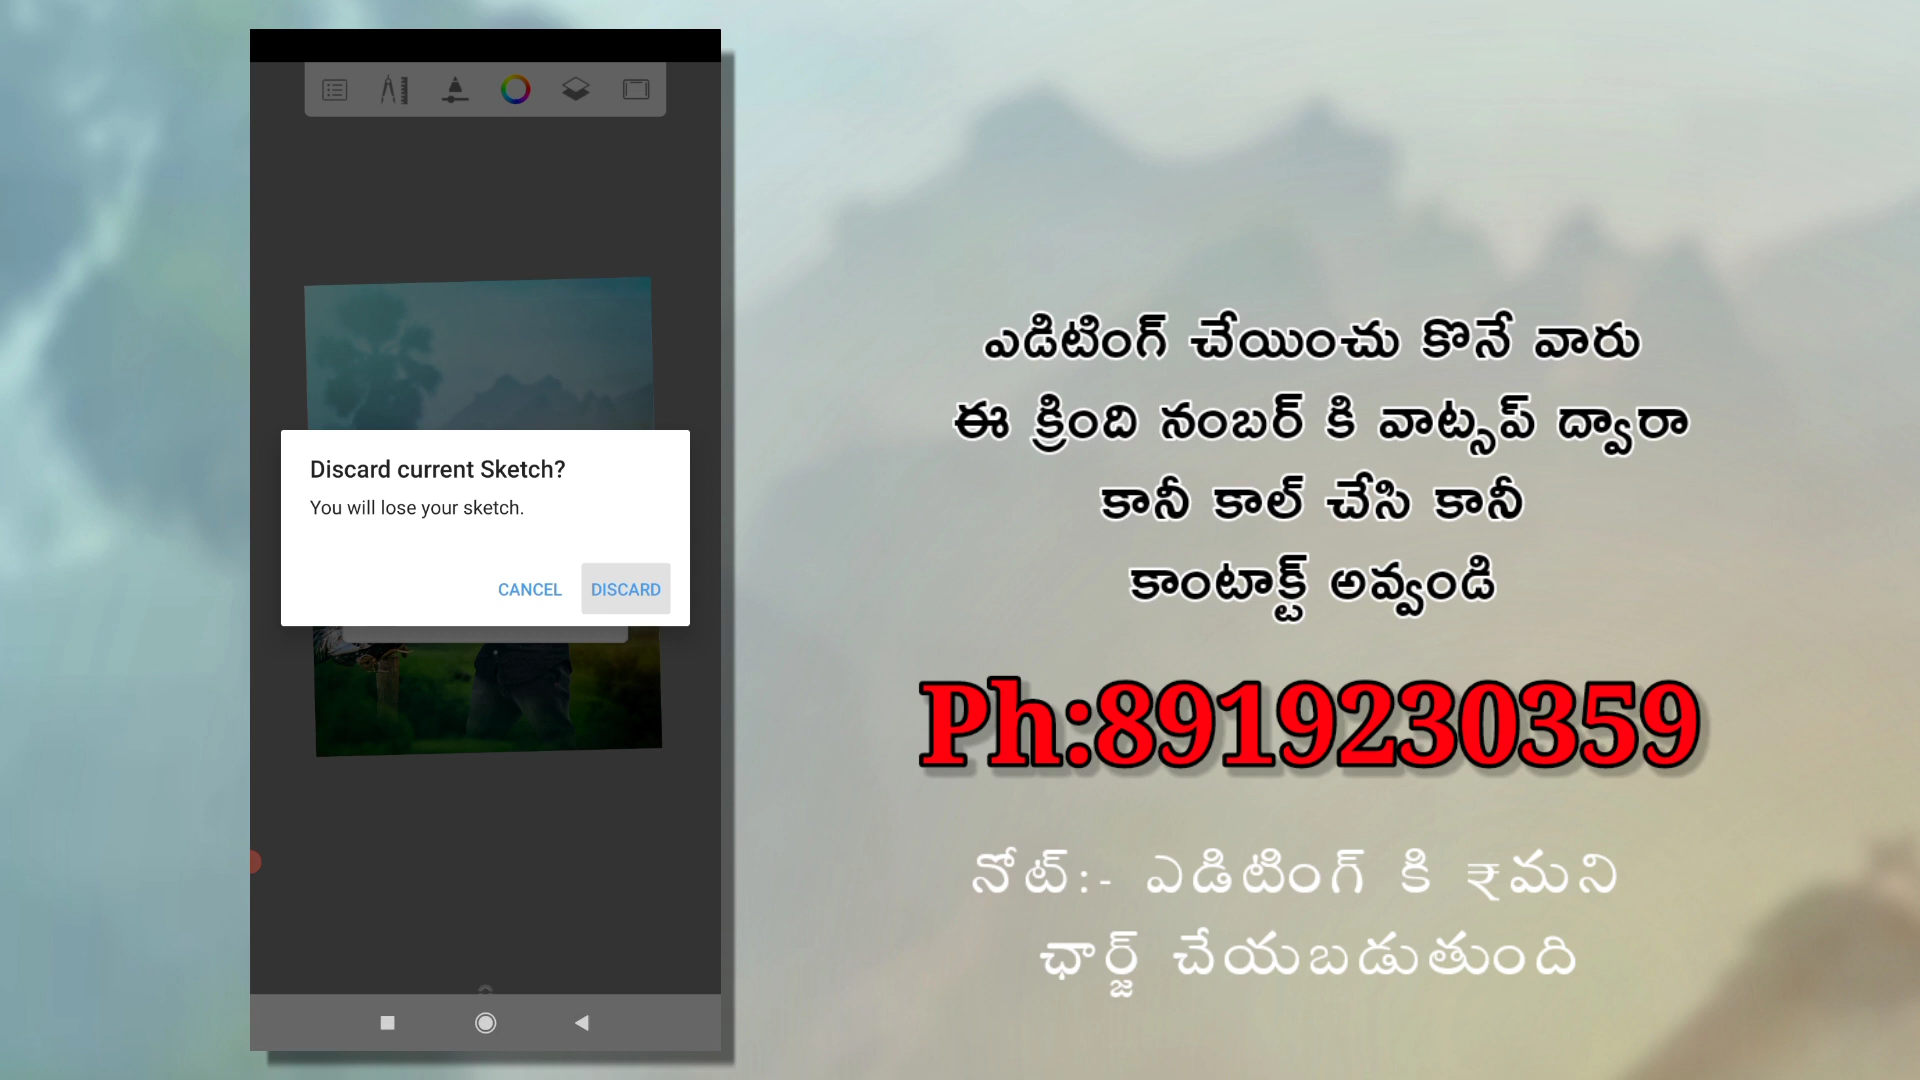 Discard current Sketch?
You will lose your sketch.
CANCEL DISCARD
ఎడిటింగ్ చేయించు కొనే వారు
ఈ క్రింది నంబర్ కి వాట్సప్ ద్వారా
కానీ కాల్ చేసి కానీ
కాంటాక్ట్ అవ్వండి
Ph:8919230359
నోట్:- ఎడిటింగ్ కి ₹మని
ఛార్జ్ చేయబడుతుంది